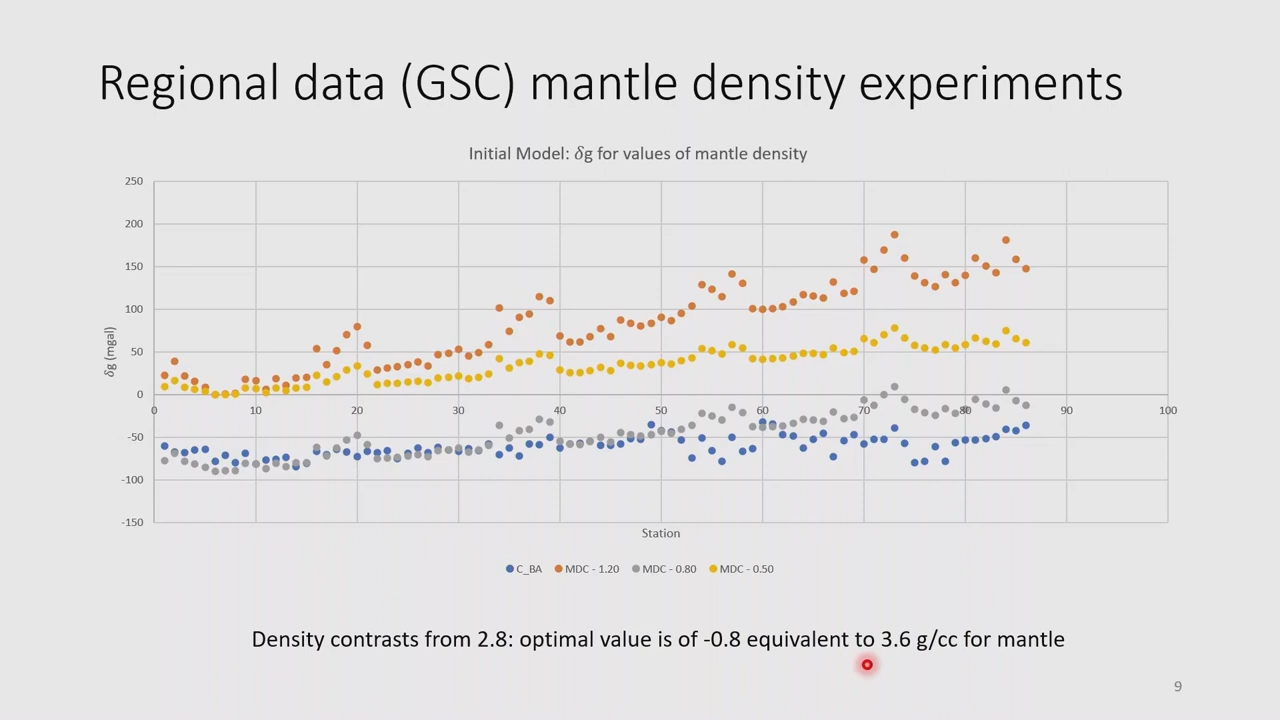 Regional data (GSC) mantle density experiments
Initial Model: 𝛿g for values of mantle density
250
200
150
100
50
0
-50
-100
-150
0 10 20 30 40 50 60 70 80 90 100
𝛿g (mgal)
Station
C_BA MDC - 1.20 MDC - 0.80 MDC - 0.50
Density contrasts from 2.8: optimal value is of -0.8 equivalent to 3.6 g/cc for mantle
9